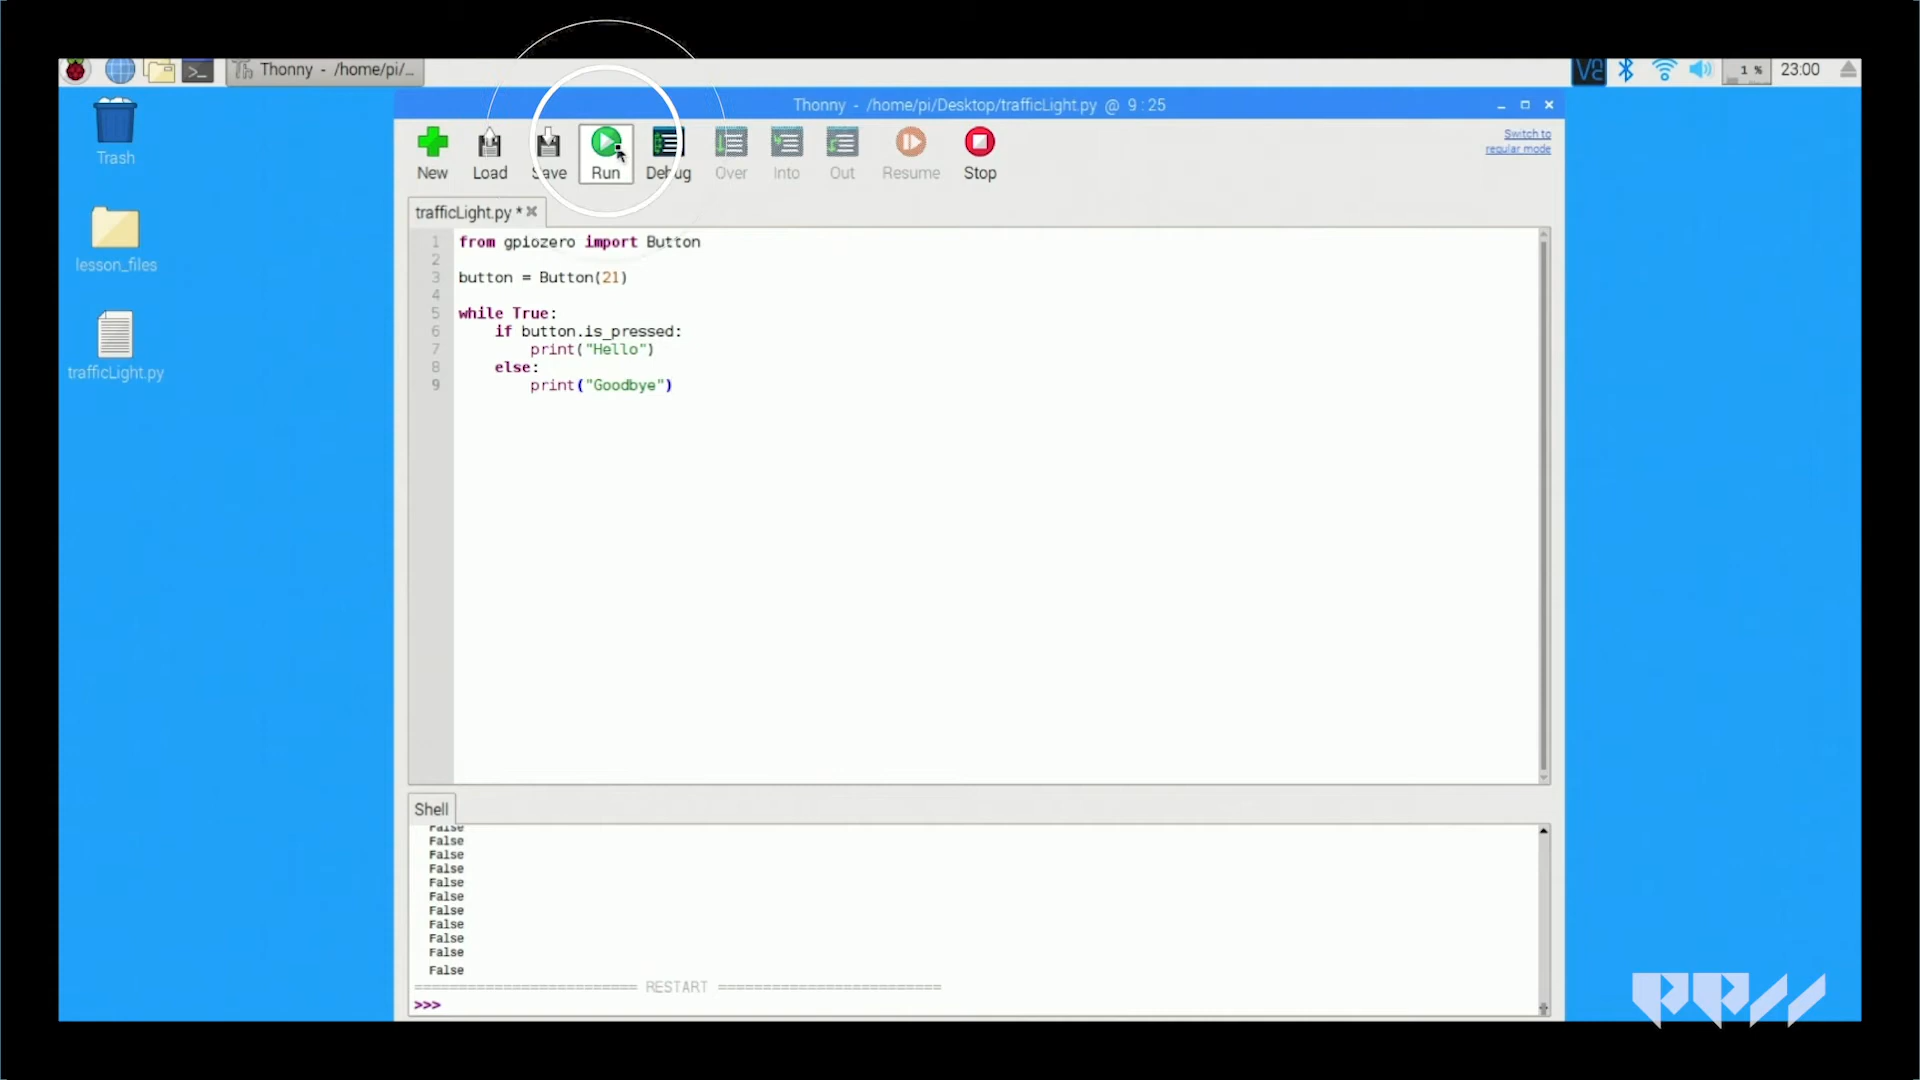 Thonny - /home/pi/...
1 %
23:00
Thonny - /home/pi/Desktop/trafficLight.py @ 9 : 25
Trash
lesson_files
trafficLight.py
Switch to
regular mode
New Load Save Run Debug Over Into Out Resume Stop
trafficLight.py *
1 from gpiozero import Button
2
3 button = Button(21)
4
5 while True:
6 if button.is_pressed:
7 print("Hello")
8 else:
9 print("Goodbye")
Shell
False
False
False
False
False
False
False
False
False
False
False
========================= RESTART =========================
>>>